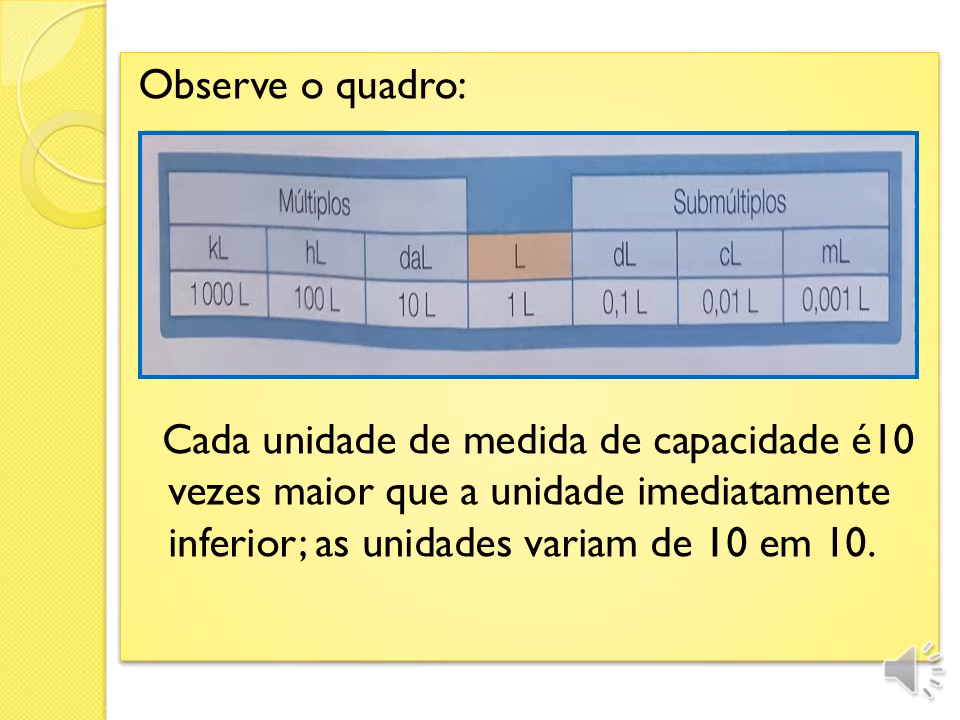 Observe o quadro:
Múltiplos Submúltiplos
kL hL daL L dL cL mL
1 000 L 100 L 10 L 1 L 0,1 L 0,01 L 0,001 L
Cada unidade de medida de capacidade é10
vezes maior que a unidade imediatamente
inferior; as unidades variam de 10 em 10.